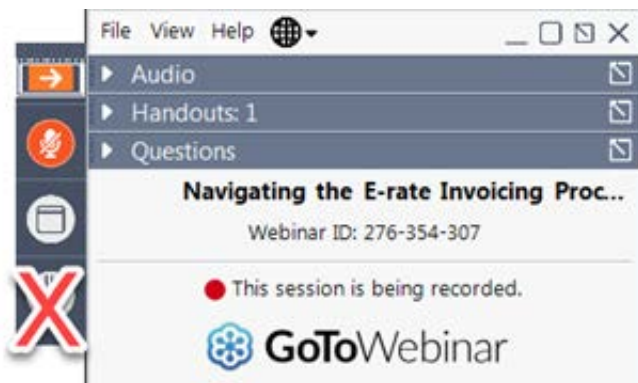 File View Help
Audio
Handouts: 1
Questions
Navigating the E-rate Invoicing Proc...
Webinar ID: 276-354-307
This session is being recorded.
GoToWebinar